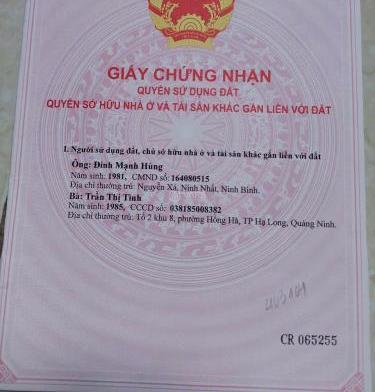 GIẤY CHỨNG NHẬN
QUYỀN SỬ DỤNG ĐẤT
QUYỀN SỞ HỮU NHÀ Ở VÀ TÀI SẢN KHÁC GẮN LIỀN VỚI ĐẤT
I. Người sử dụng đất, chủ sở hữu nhà ở và tài sản khác gắn liền với đất
Ông: Đinh Mạnh Hùng
Năm sinh: 1981, CMND số: 164080515
Địa chỉ thường trú: Nguyễn Xá, Ninh Nhất, Ninh Bình.
Bà: Trần Thị Tình
Năm sinh: 1985, CCCD số: 038185008382
Địa chỉ thường trú: Tổ 2 khu 8, phường Hồng Hà, TP Hạ Long, Quảng Ninh.
CR 065255